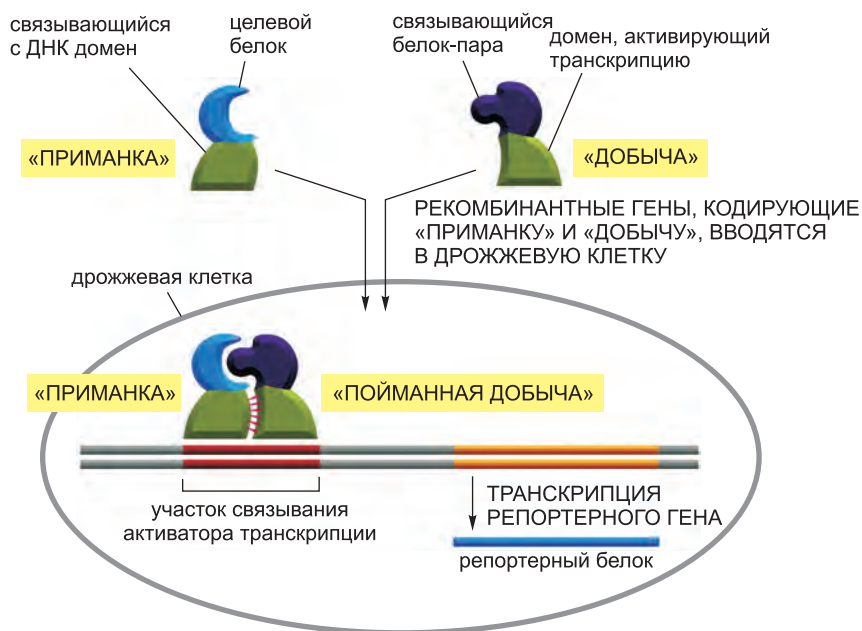 связывающийся
с ДНК домен
целевой
белок
связывающийся
белок-пара
домен, активирующий
транскрипцию
«ПРИМАНКА»
«ДОБЫЧА»
РЕКОМБИНАНТНЫЕ ГЕНЫ, КОДИРУЮЩИЕ
«ПРИМАНКУ» И «ДОБЫЧУ», ВВОДЯТСЯ
В ДРОЖЖЕВУЮ КЛЕТКУ
дрожжевая клетка
«ПРИМАНКА»
«ПОЙМАННАЯ ДОБЫЧА»
участок связывания
активатора транскрипции
ТРАНСКРИПЦИЯ
РЕПОРТЕРНОГО ГЕНА
репортерный белок